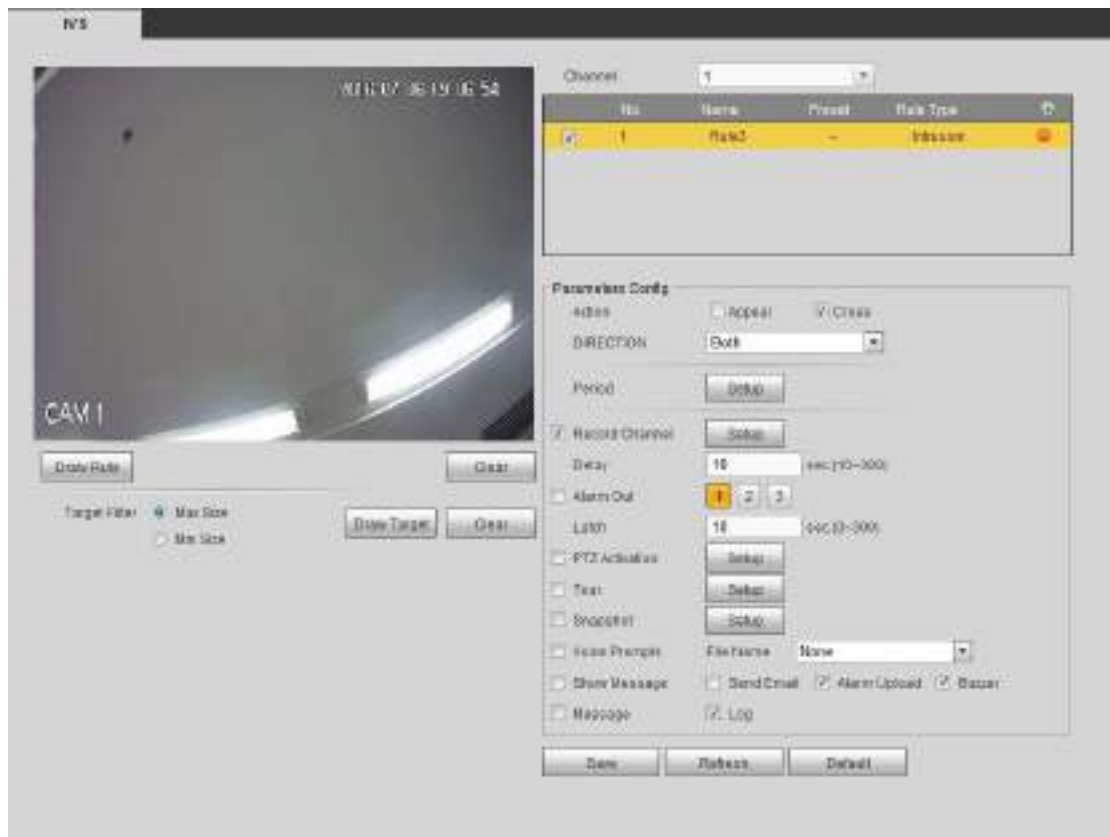 IVS
CAM 1
Draw Rule
Clear
Target Filter
Max Size
Min Size
Draw Target
Clear
Channel
1
No.
Name
Preset
Rule Type
1
Intrusion
Parameters Config
Action
Appear
Cross
DIRECTION
Both
Period
Setup
Record Channel
Setup
Delay
10
sec.(10~300)
Alarm Out
1
2
3
Latch
10
sec.(0~300)
PTZ Activation
Setup
Tour
Setup
Snapshot
Setup
Voice Prompts
File Name
None
Show Message
Send Email
Alarm Upload
Buzzer
Message
Log
Save
Refresh
Default